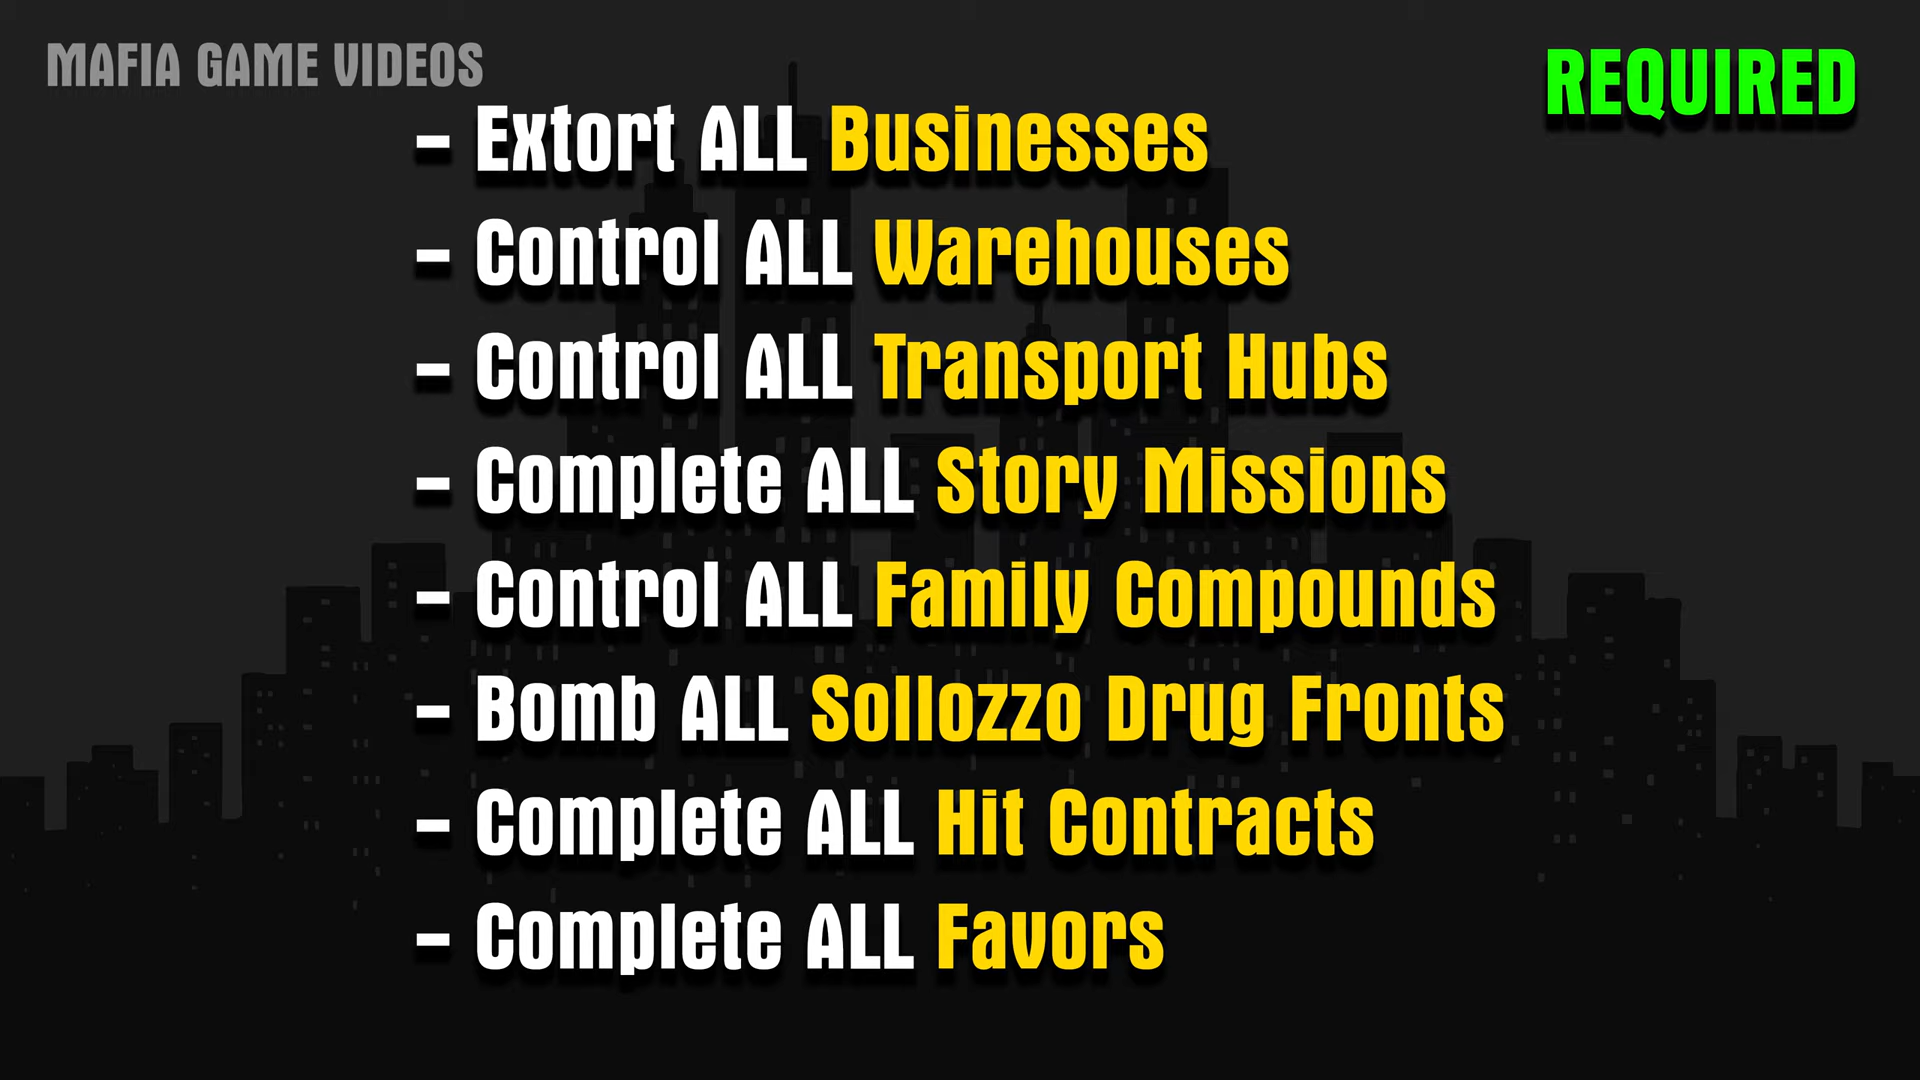 MAFIA GAME VIDEOS
REQUIRED
- Extort ALL Businesses
- Control ALL Warehouses
- Control ALL Transport Hubs
- Complete ALL Story Missions
- Control ALL Family Compounds
- Bomb ALL Sollozzo Drug Fronts
- Complete ALL Hit Contracts
- Complete ALL Favors